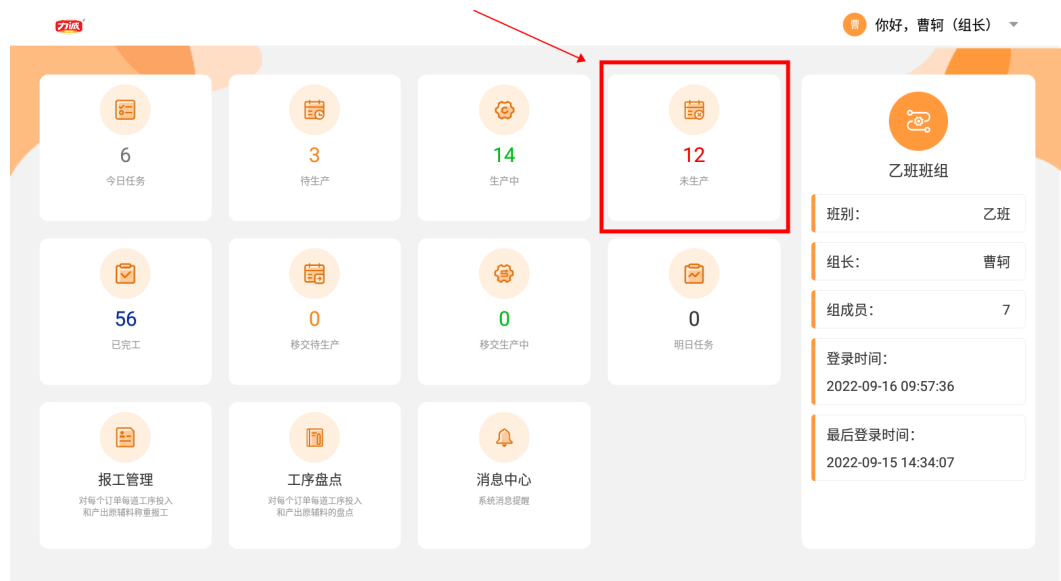 力诚
曹
你好，曹轲（组长）
6
今日任务
3
待生产
14
生产中
12
未生产
56
已完工
0
移交待生产
0
移交生产中
0
明日任务
报工管理
对每个订单每道工序投入
和产出原辅料称重报工
工序盘点
对每个订单每道工序投入
和产出原辅料的盘点
消息中心
系统消息提醒
乙班班组
班别： 乙班
组长： 曹轲
组成员： 7
登录时间：
2022-09-16 09:57:36
最后登录时间：
2022-09-15 14:34:07